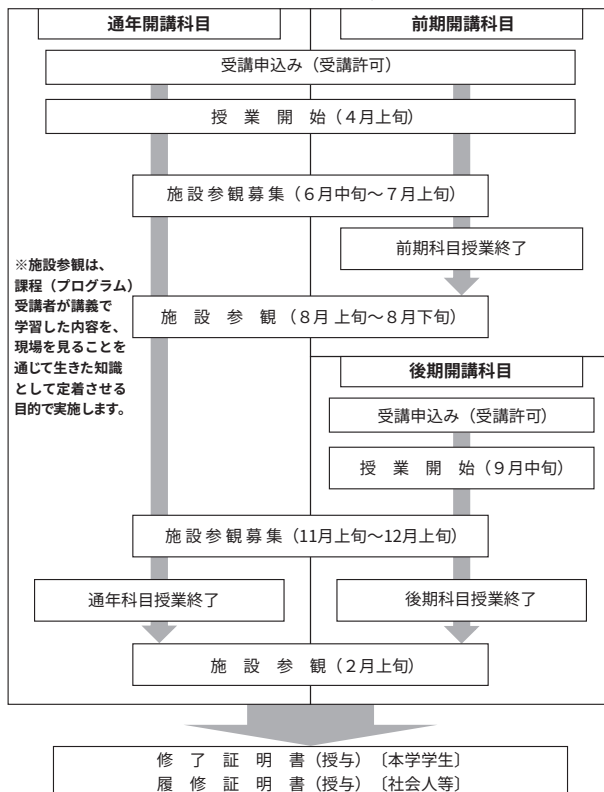 通年開講科目
前期開講科目
受講申込み（受講許可）
授業開始（４月上旬）
施設参観募集（６月中旬～７月上旬）
前期科目授業終了
※施設参観は、
課程（プログラム）
受講者が講義で
学習した内容を、
現場を見ることを
通じて生きた知識
として定着させる
目的で実施します。
施設参観（８月上旬～８月下旬）
後期開講科目
受講申込み（受講許可）
授業開始（９月中旬）
施設参観募集（11月上旬～12月上旬）
通年科目授業終了
後期科目授業終了
施設参観（２月上旬）
修了証明書（授与）〔本学学生〕
履修証明書（授与）〔社会人等〕